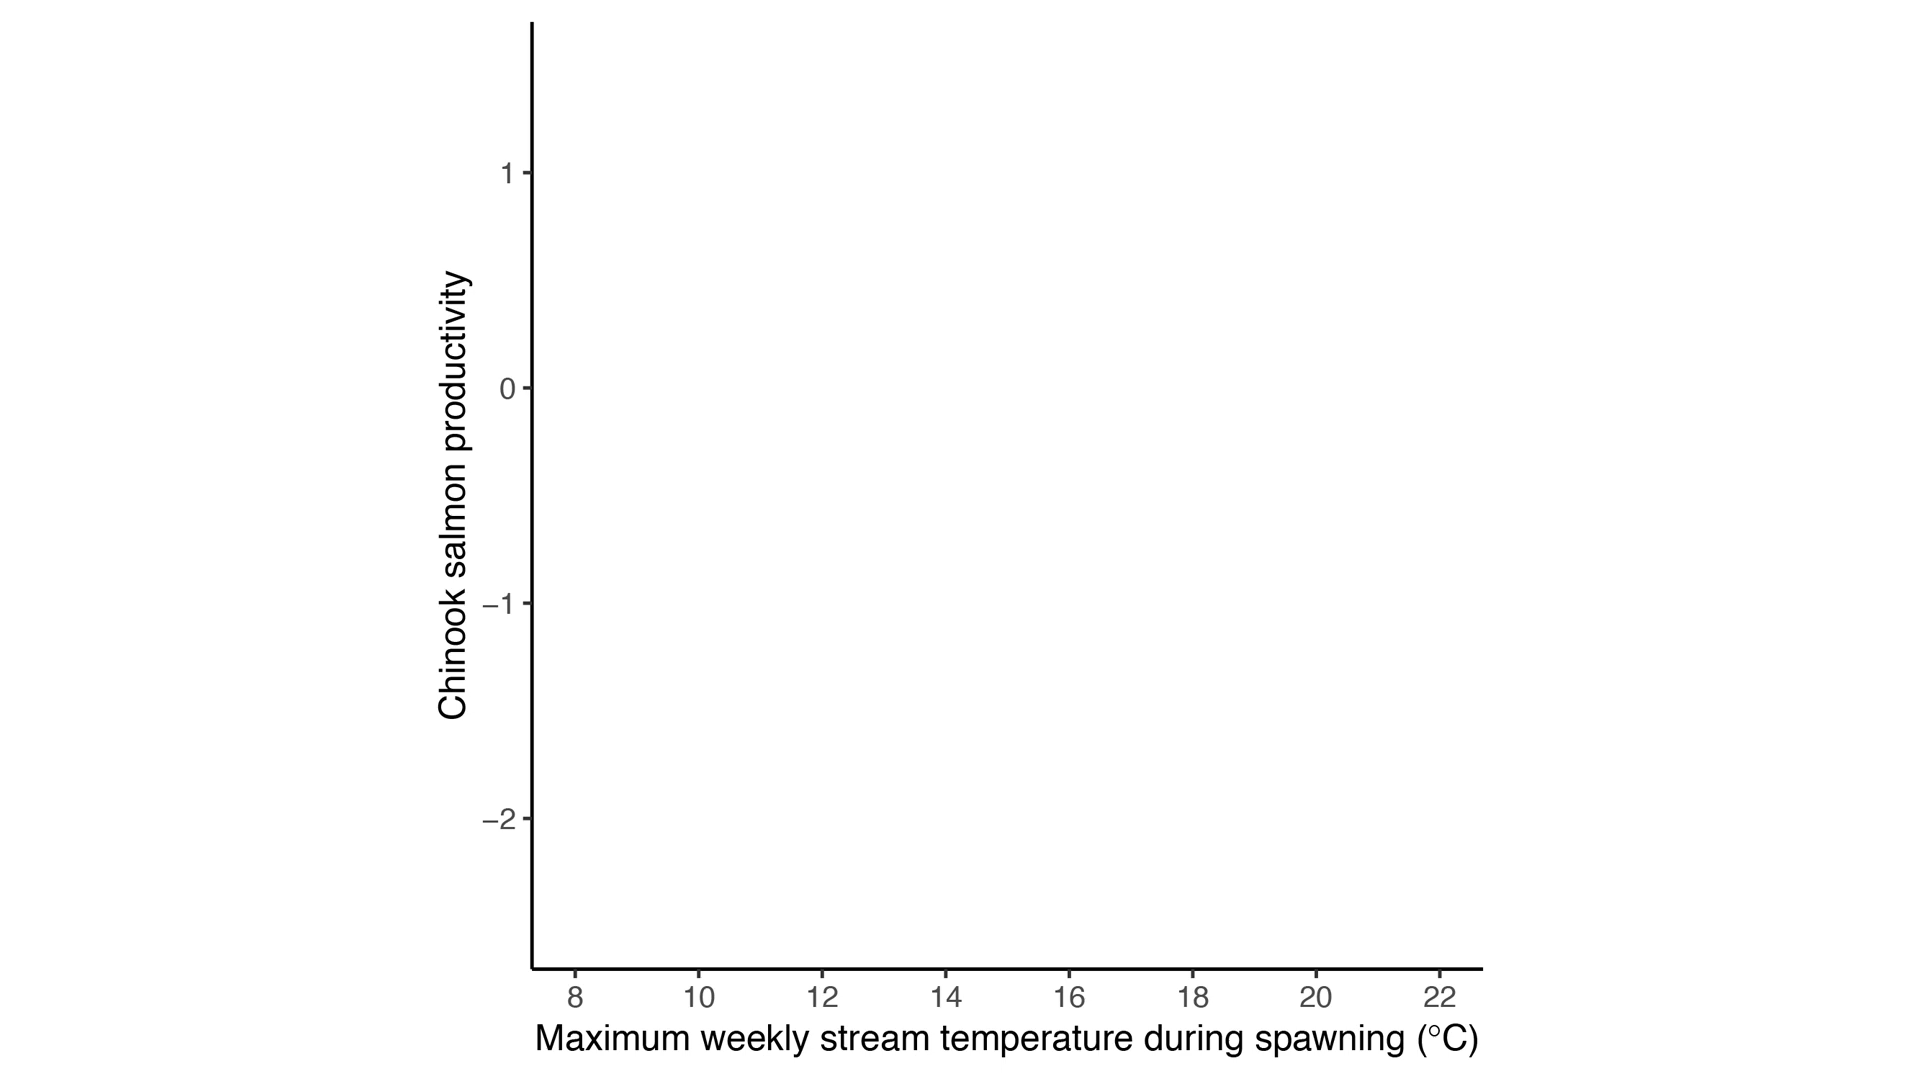 Chinook salmon productivity
1
0
−1
−2
8 10 12 14 16 18 20 22
Maximum weekly stream temperature during spawning (°C)